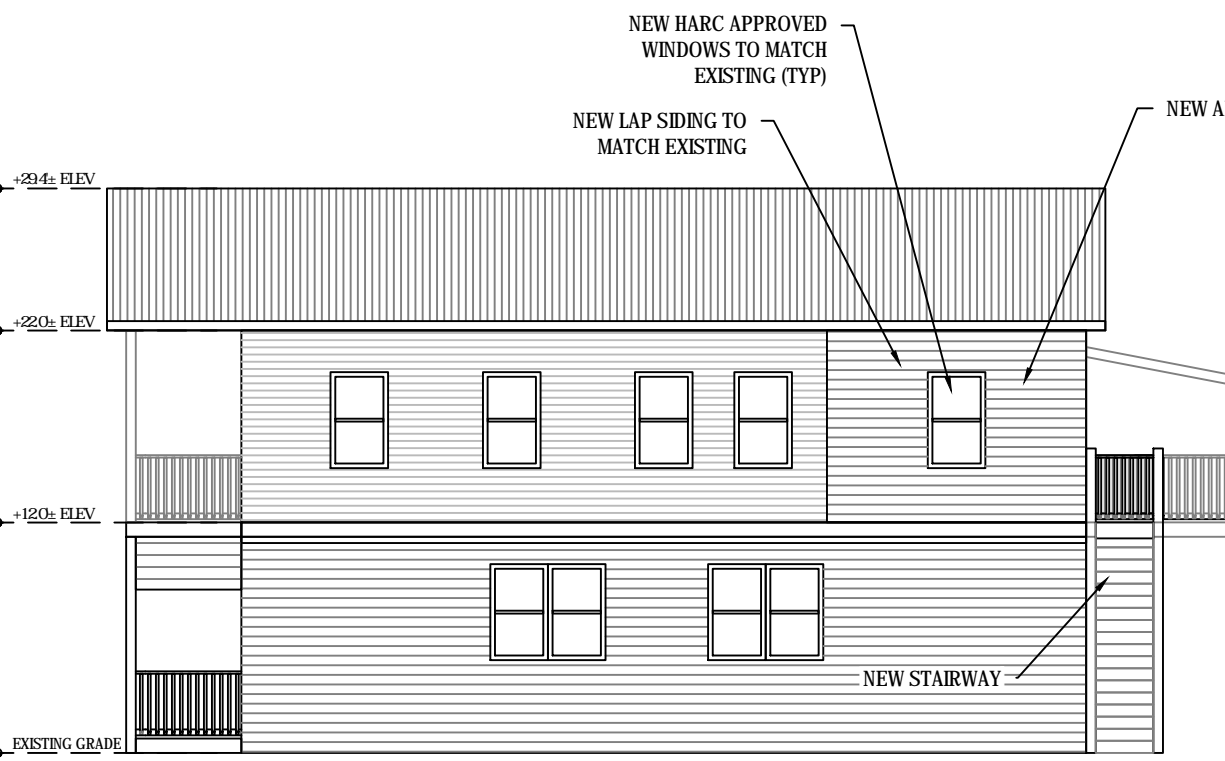 NEW HARC APPROVED
WINDOWS TO MATCH
EXISTING (TYP)
NEW LAP SIDING TO
MATCH EXISTING
NEW A
+29.4± ELEV
+22.0± ELEV
+12.0± ELEV
NEW STAIRWAY
EXISTING GRADE